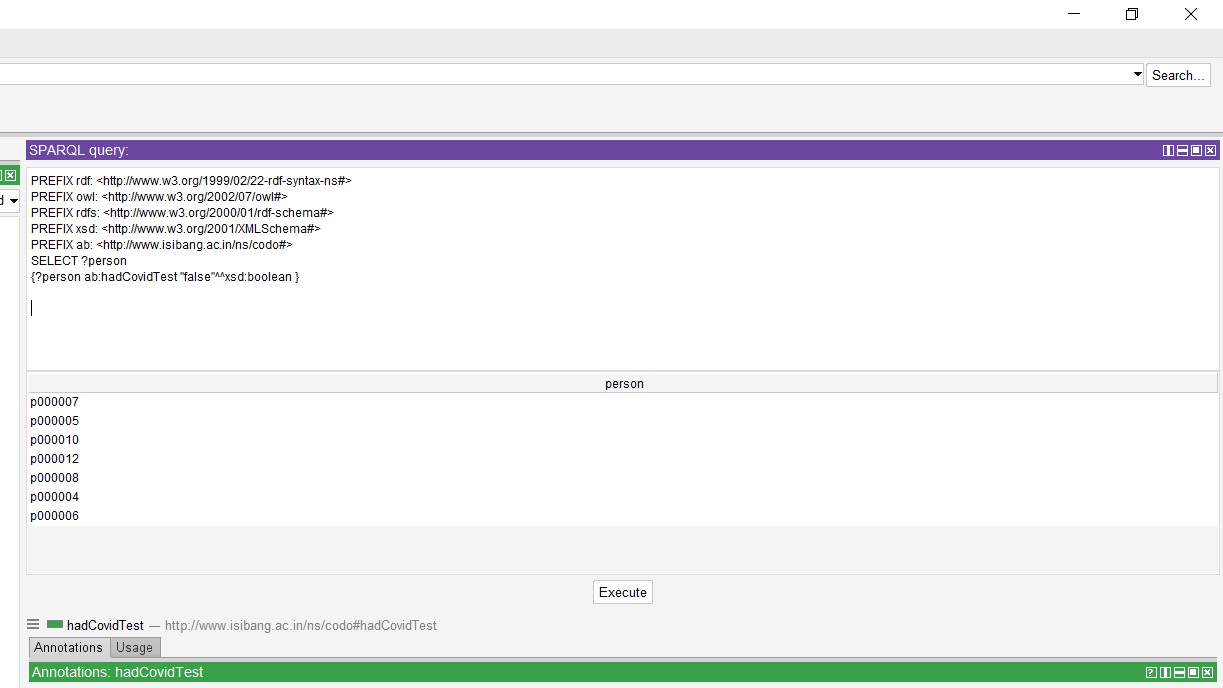 Search...
SPARQL query:
d
PREFIX rdf: <http://www.w3.org/1999/02/22-rdf-syntax-ns#>
PREFIX owl: <http://www.w3.org/2002/07/owl#>
PREFIX rdfs: <http://www.w3.org/2000/01/rdf-schema#>
PREFIX xsd: <http://www.w3.org/2001/XMLSchema#>
PREFIX ab: <http://www.isibang.ac.in/ns/codo#>
SELECT ?person
{?person ab:hadCovidTest "false"^^xsd:boolean }
person
p000007
p000005
p000010
p000012
p000008
p000004
p000006
Execute
hadCovidTest — http://www.isibang.ac.in/ns/codo#hadCovidTest
Annotations Usage
Annotations: hadCovidTest